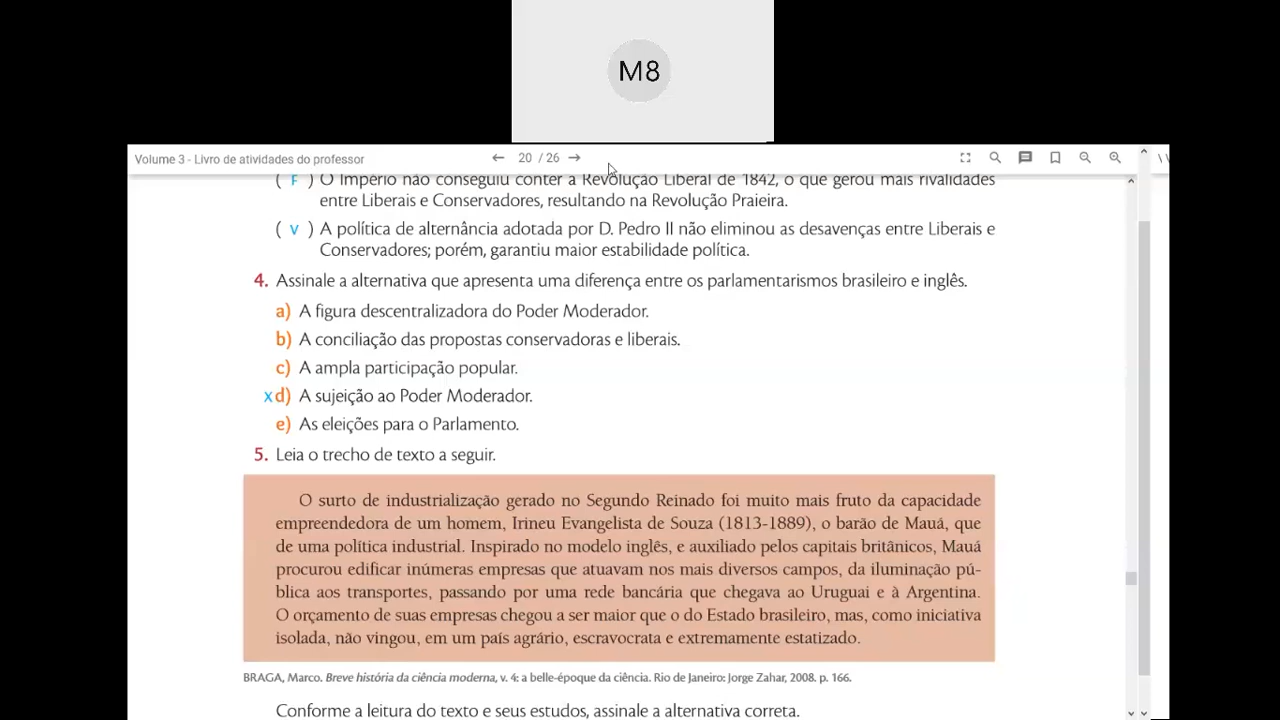 M8
Volume 3 - Livro de atividades do professor
20 / 26
( F ) O Império não conseguiu conter a Revolução Liberal de 1842, o que gerou mais rivalidades
entre Liberais e Conservadores, resultando na Revolução Praieira.
( V ) A política de alternância adotada por D. Pedro II não eliminou as desavenças entre Liberais e
Conservadores; porém, garantiu maior estabilidade política.
4. Assinale a alternativa que apresenta uma diferença entre os parlamentarismos brasileiro e inglês.
a) A figura descentralizadora do Poder Moderador.
b) A conciliação das propostas conservadoras e liberais.
c) A ampla participação popular.
x d) A sujeição ao Poder Moderador.
e) As eleições para o Parlamento.
5. Leia o trecho de texto a seguir.
O surto de industrialização gerado no Segundo Reinado foi muito mais fruto da capacidade
empreendedora de um homem, Irineu Evangelista de Souza (1813-1889), o barão de Mauá, que
de uma política industrial. Inspirado no modelo inglês, e auxiliado pelos capitais britânicos, Mauá
procurou edificar inúmeras empresas que atuavam nos mais diversos campos, da iluminação pú-
blica aos transportes, passando por uma rede bancária que chegava ao Uruguai e à Argentina.
O orçamento de suas empresas chegou a ser maior que o do Estado brasileiro, mas, como iniciativa
isolada, não vingou, em um país agrário, escravocrata e extremamente estatizado.
BRAGA, Marco. Breve história da ciência moderna, v. 4: a belle-époque da ciência. Rio de Janeiro: Jorge Zahar, 2008. p. 166.
Conforme a leitura do texto e seus estudos, assinale a alternativa correta.